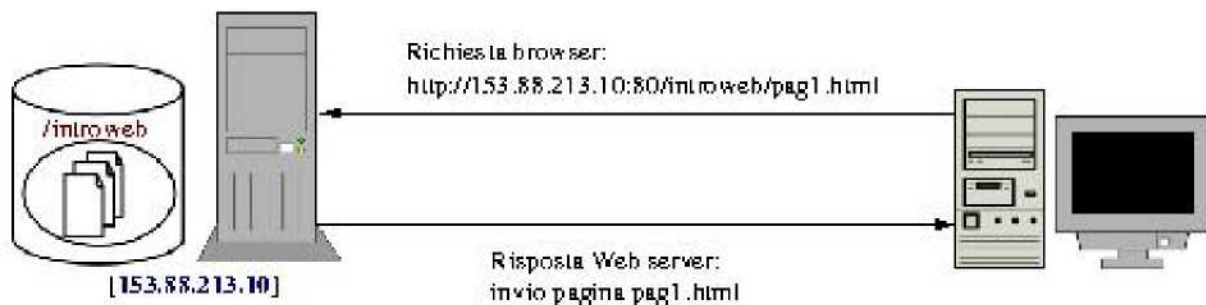 Richiesta browser:
http://153.88.213.10:80/introweb/pag1.html
/introweb
[153.88.213.10]
Risposta Web server:
invio pagina pag1.html